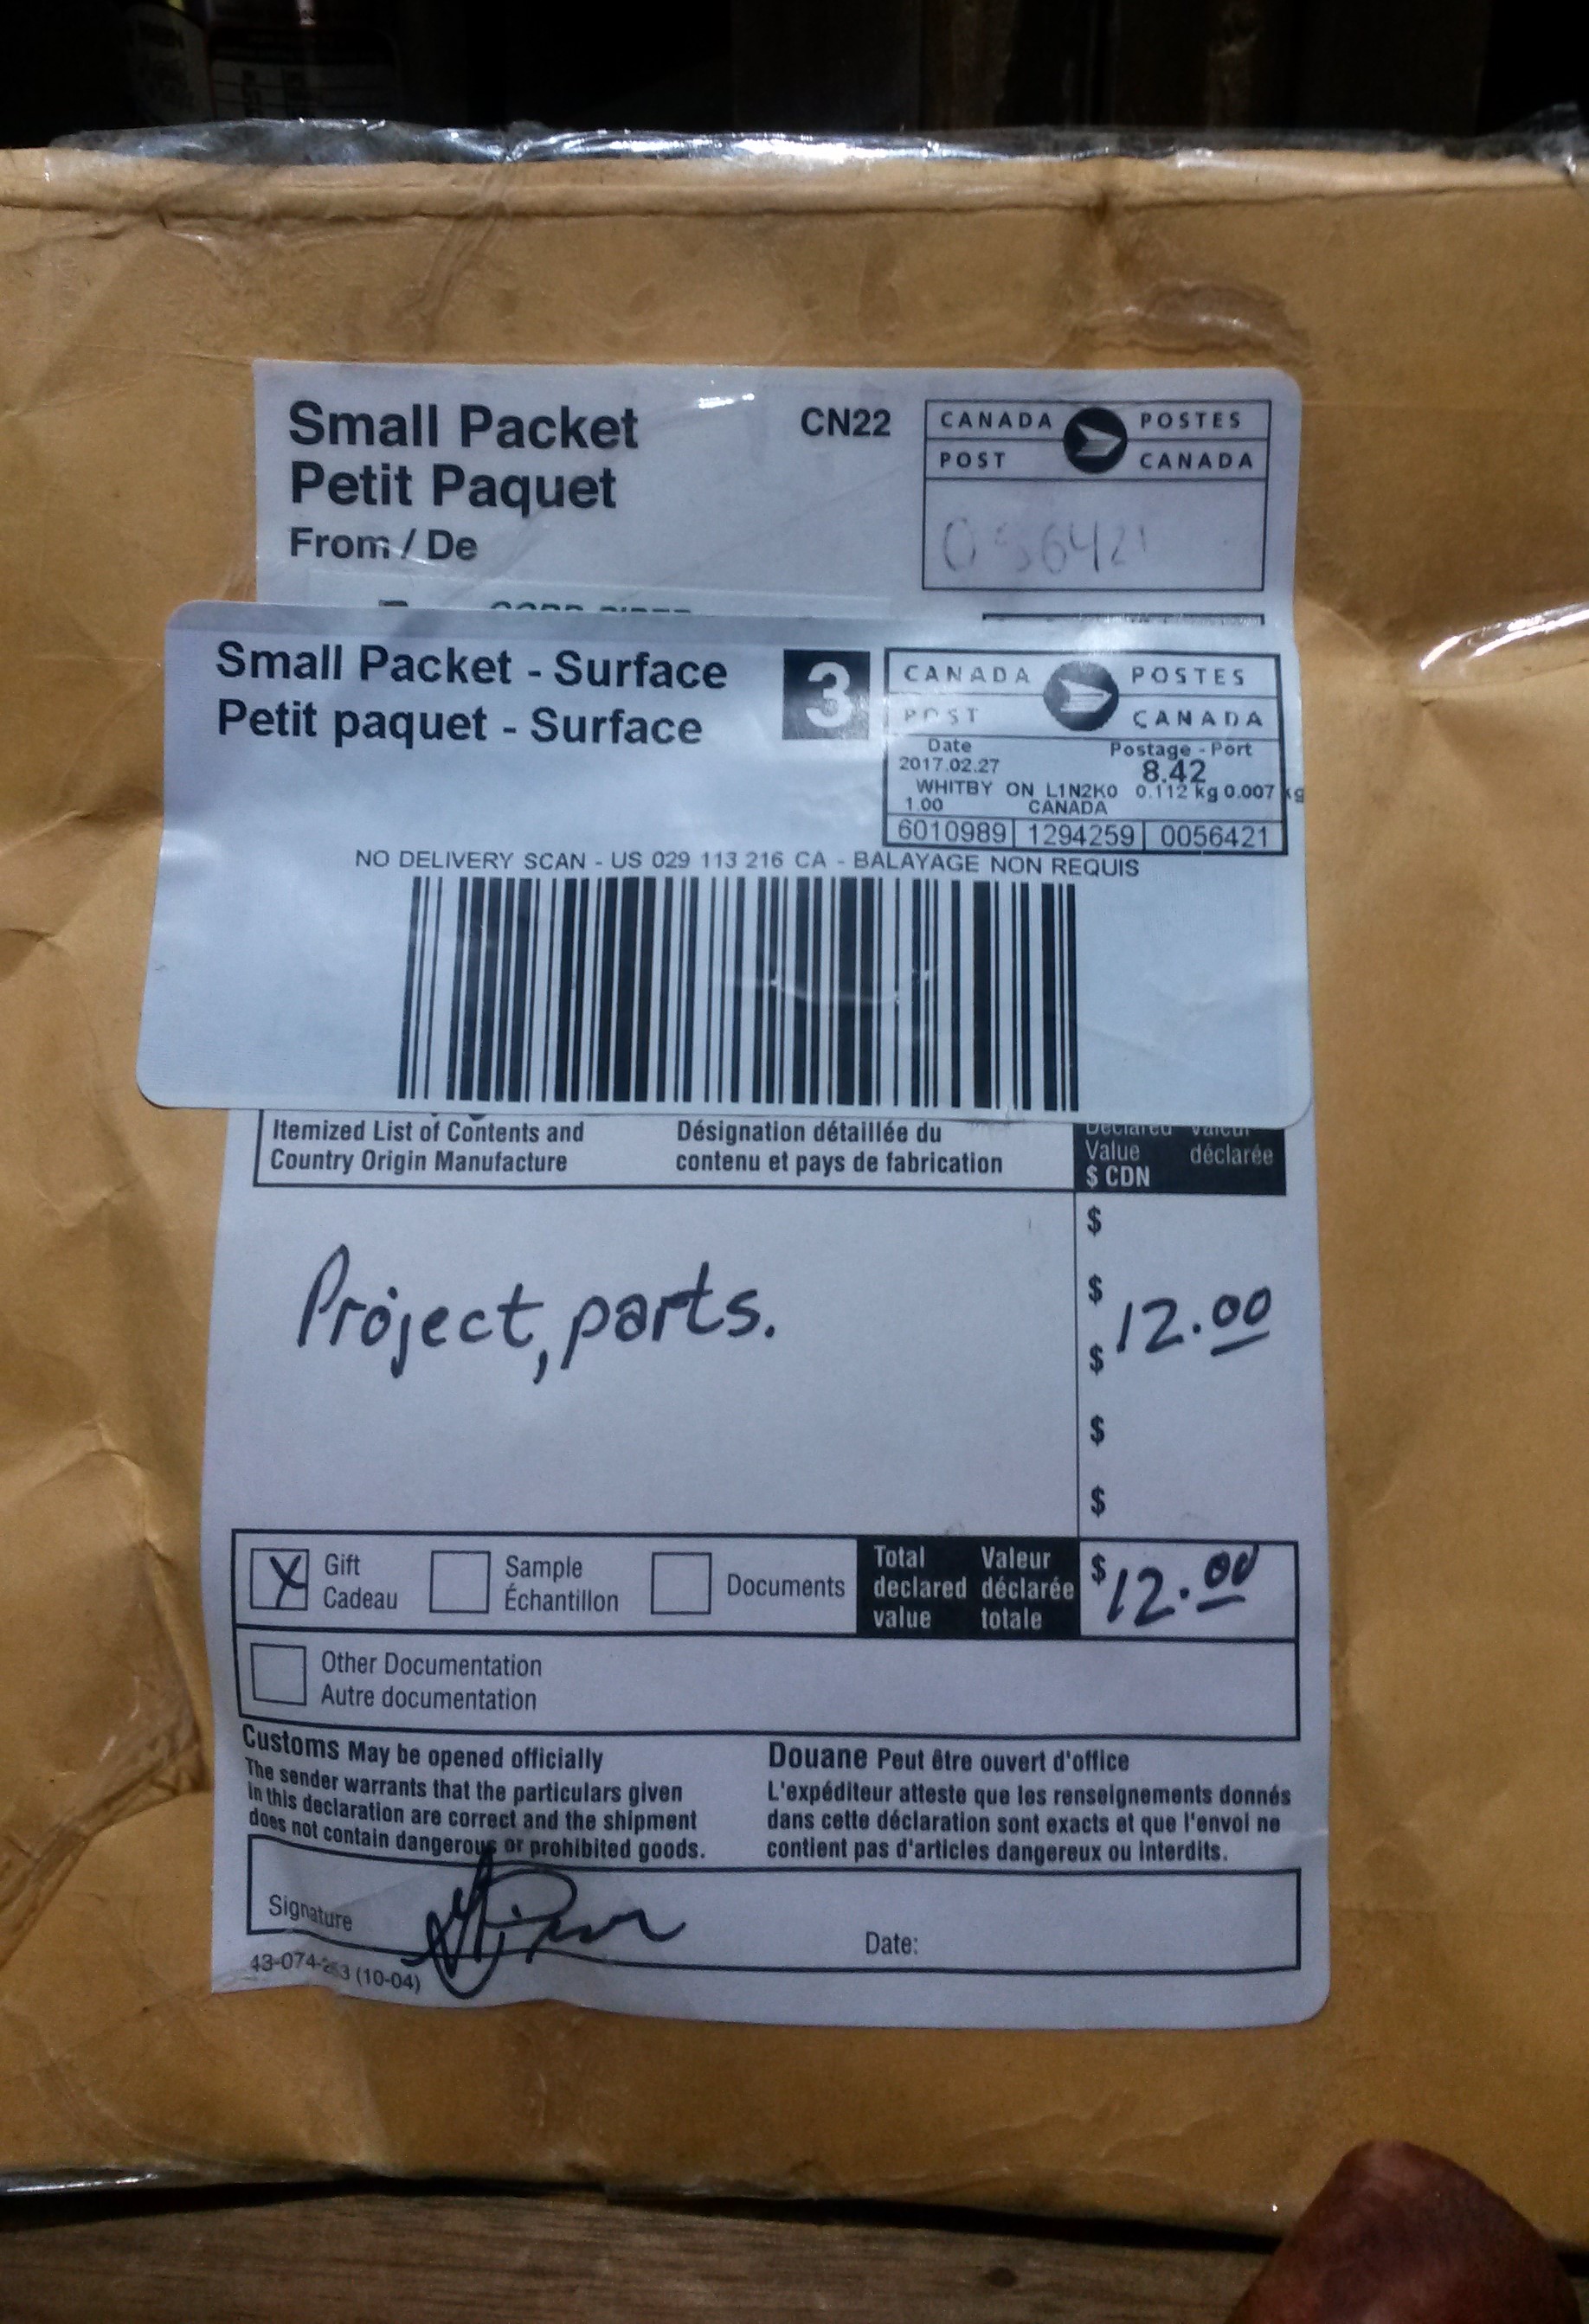 Small Packet
Petit Paquet
From / De
CN22
CANADA POSTES
POST CANADA
Small Packet - Surface
Petit paquet - Surface
3
CANADA POSTES
POST CANADA
Date Postage - Port
2017.02.27 8.42
WHITBY ON L1N2K0 0.112 kg 0.007 kg
1.00 CANADA
6010989 1294259 0056421
NO DELIVERY SCAN - US 029 113 216 CA - BALAYAGE NON REQUIS
Itemized List of Contents and
Country Origin Manufacture
Désignation détaillée du
contenu et pays de fabrication
Declared Valeur
Value déclarée
$ CDN
$
$
Project, parts. 12.00
$
$
$
X Gift
Cadeau
Sample
Échantillon
Documents
Total Valeur
declared déclarée
value totale
$ 12.00
Other Documentation
Autre documentation
Customs May be opened officially
The sender warrants that the particulars given
in this declaration are correct and the shipment
does not contain dangerous or prohibited goods.
Douane Peut être ouvert d'office
L'expéditeur atteste que les renseignements donnés
dans cette déclaration sont exacts et que l'envoi ne
contient pas d'articles dangereux ou interdits.
Signature
Date:
(10-04)